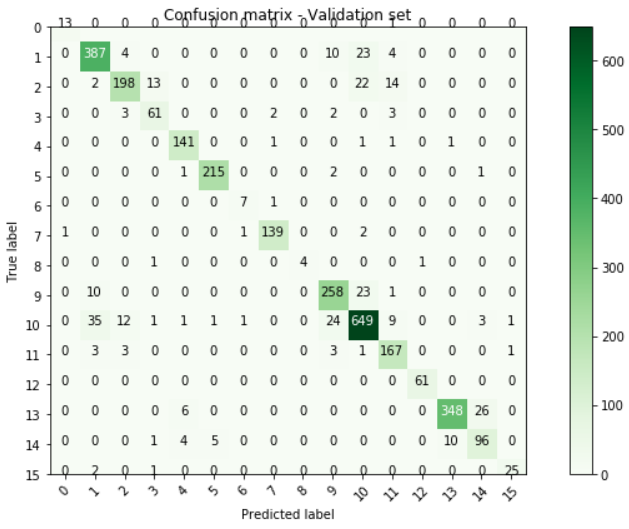 Confusion matrix - Validation set
0 13 0 0 0 0 0 0 0 0 0 0 1 0 0 0 0
1 0 387 4 0 0 0 0 0 0 10 23 4 0 0 0 0
2 0 2 198 13 0 0 0 0 0 0 22 14 0 0 0 0
3 0 0 3 61 0 0 0 2 0 2 0 3 0 0 0 0
4 0 0 0 0 141 0 0 1 0 0 1 1 0 1 0 0
5 0 0 0 0 1 215 0 0 0 2 0 0 0 0 1 0
6 0 0 0 0 0 0 7 1 0 0 0 0 0 0 0 0
7 1 0 0 0 0 0 1 139 0 0 2 0 0 0 0 0
8 0 0 0 1 0 0 0 0 4 0 0 0 1 0 0 0
9 0 10 0 0 0 0 0 0 0 258 23 1 0 0 0 0
10 0 35 12 1 1 1 1 0 0 24 649 9 0 0 3 1
11 0 3 3 0 0 0 0 0 0 3 1 167 0 0 0 1
12 0 0 0 0 0 0 0 0 0 0 0 0 61 0 0 0
13 0 0 0 0 6 0 0 0 0 0 0 0 0 348 26 0
14 0 0 0 1 4 5 0 0 0 0 0 0 0 10 96 0
15 0 2 0 1 0 0 0 0 0 0 0 0 0 0 0 25
0 1 2 3 4 5 6 7 8 9 10 11 12 13 14 15
True label
Predicted label
600
500
400
300
200
100
0